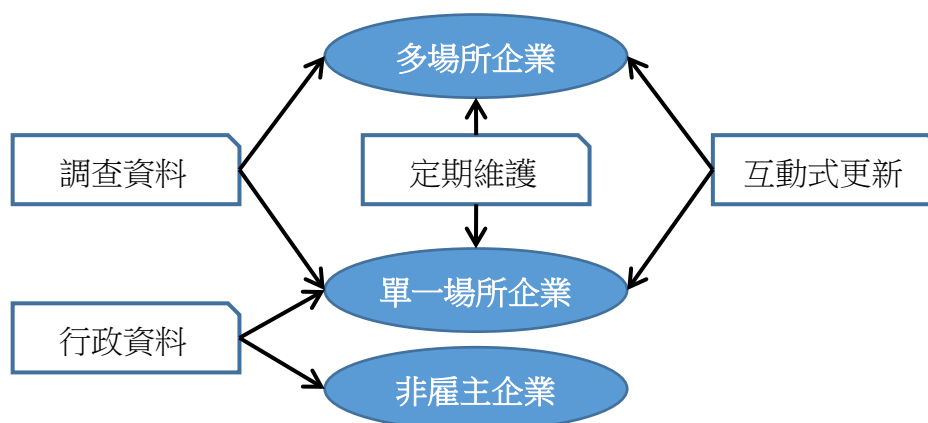 多場所企業
調查資料
定期維護
互動式更新
單一場所企業
行政資料
非雇主企業